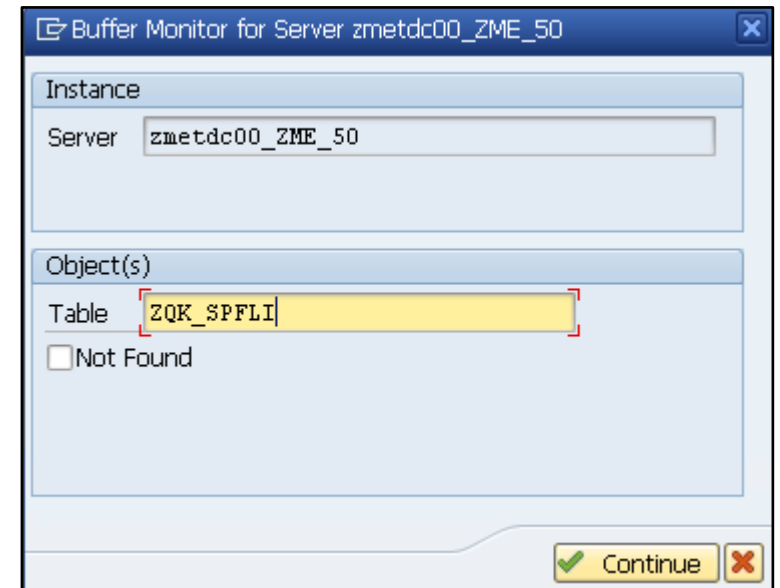 Buffer Monitor for Server zmetdc00_ZME_50
Instance
Server zmetdc00_ZME_50
Object(s)
Table ZQK_SPFLI
Not Found
Continue